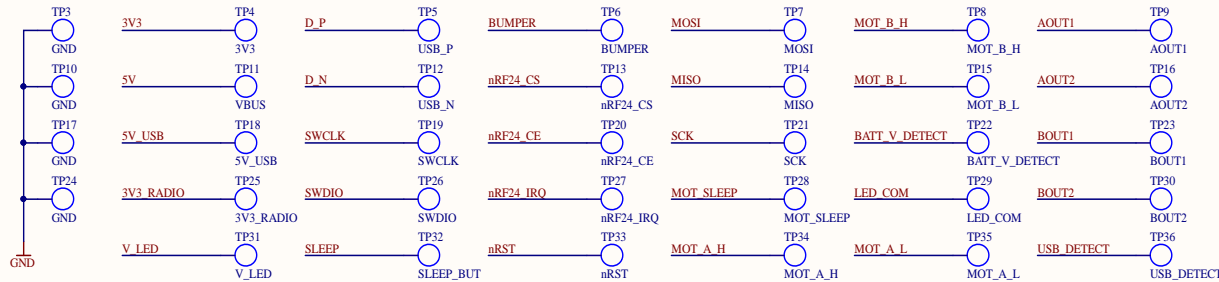 TP3 TP4 TP5 TP6 TP7 TP8 TP9
3V3 D_P BUMPER MOSI MOT_B_H AOUT1
GND 3V3 USB_P BUMPER MOSI MOT_B_H AOUT1
TP10 TP11 TP12 TP13 TP14 TP15 TP16
5V D_N nRF24_CS MISO MOT_B_L AOUT2
GND VBUS USB_N nRF24_CS MISO MOT_B_L AOUT2
TP17 TP18 TP19 TP20 TP21 TP22 TP23
5V_USB SWCLK nRF24_CE SCK BATT_V_DETECT BOUT1
GND 5V_USB SWCLK nRF24_CE SCK BATT_V_DETECT BOUT1
TP24 TP25 TP26 TP27 TP28 TP29 TP30
3V3_RADIO SWDIO nRF24_IRQ MOT_SLEEP LED_COM BOUT2
GND 3V3_RADIO SWDIO nRF24_IRQ MOT_SLEEP LED_COM BOUT2
TP31 TP32 TP33 TP34 TP35 TP36
V_LED SLEEP nRST MOT_A_H MOT_A_L USB_DETECT
GND V_LED SLEEP_BUT nRST MOT_A_H MOT_A_L USB_DETECT